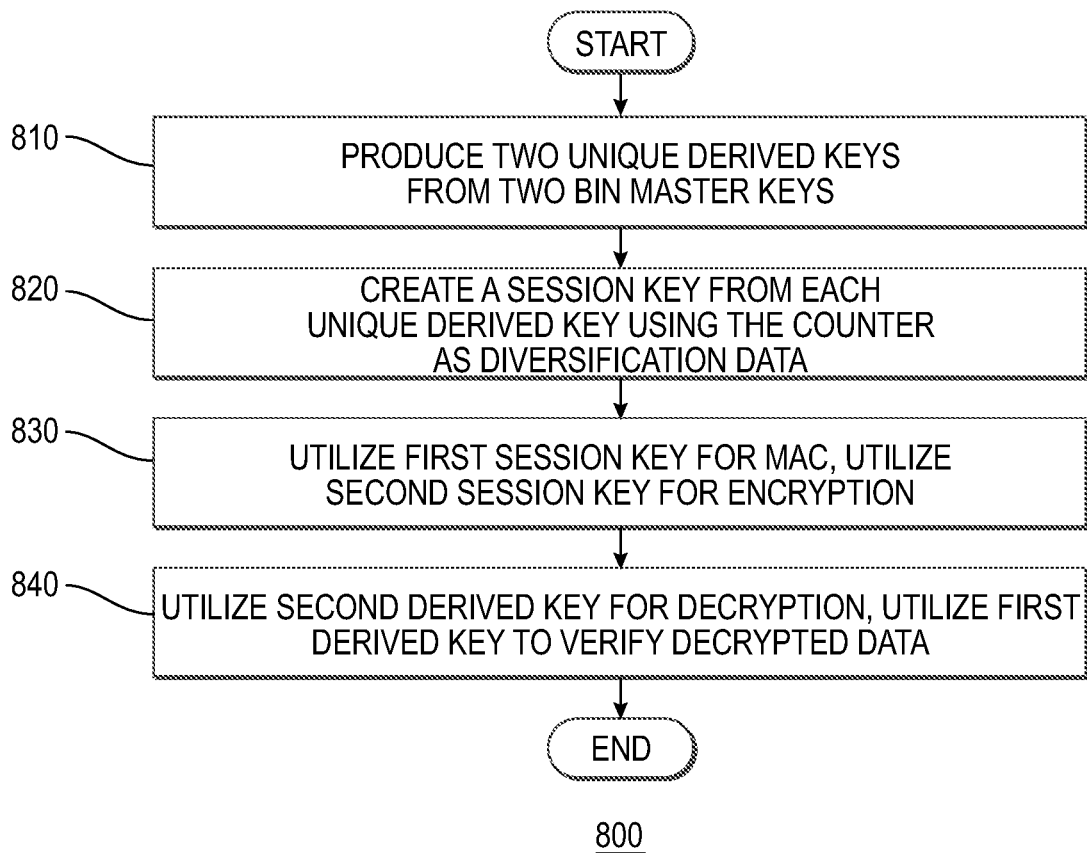 START
810
PRODUCE TWO UNIQUE DERIVED KEYS
FROM TWO BIN MASTER KEYS
820
CREATE A SESSION KEY FROM EACH
UNIQUE DERIVED KEY USING THE COUNTER
AS DIVERSIFICATION DATA
830
UTILIZE FIRST SESSION KEY FOR MAC, UTILIZE
SECOND SESSION KEY FOR ENCRYPTION
840
UTILIZE SECOND DERIVED KEY FOR DECRYPTION, UTILIZE FIRST
DERIVED KEY TO VERIFY DECRYPTED DATA
END
800